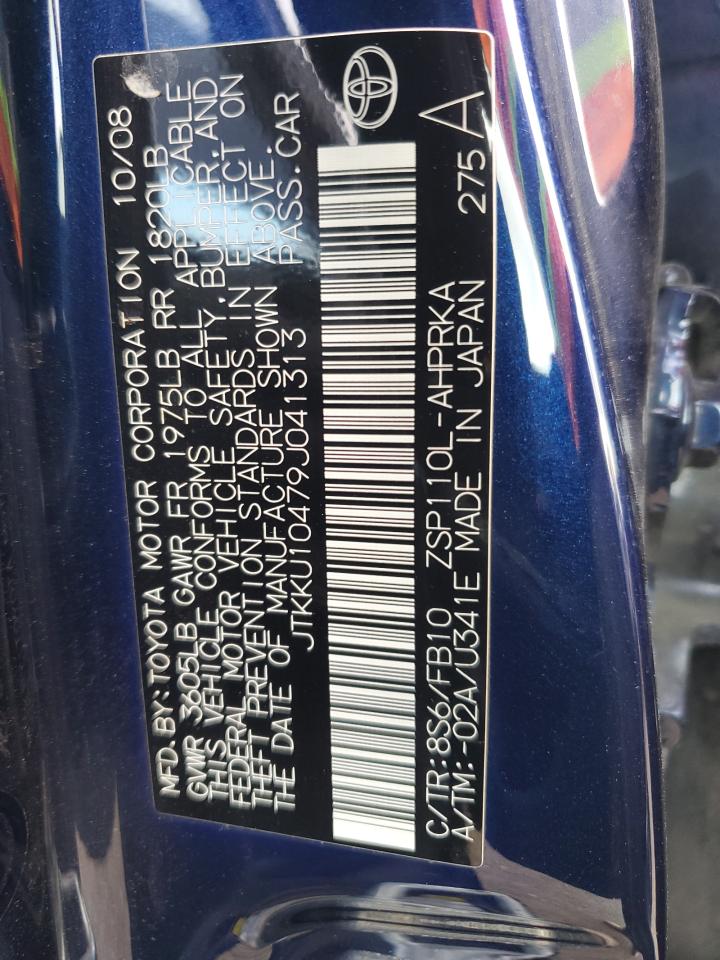 MFD.BY:TOYOTA MOTOR CORPORATION 10/08
GVWR 3605LB GAWR FR 1975LB RR 1820LB
THIS VEHICLE CONFORMS TO ALL APPLICABLE
FEDERAL MOTOR VEHICLE SAFETY,BUMPER,AND
THEFT PREVENTION STANDARDS IN EFFECT ON
THE DATE OF MANUFACTURE SHOWN ABOVE.
JTKKU10479J041313 PASS.CAR
C/TR:8S6/FB10 ZSP110L-AHPRKA 275A
A/TM:-02A/U341E MADE IN JAPAN